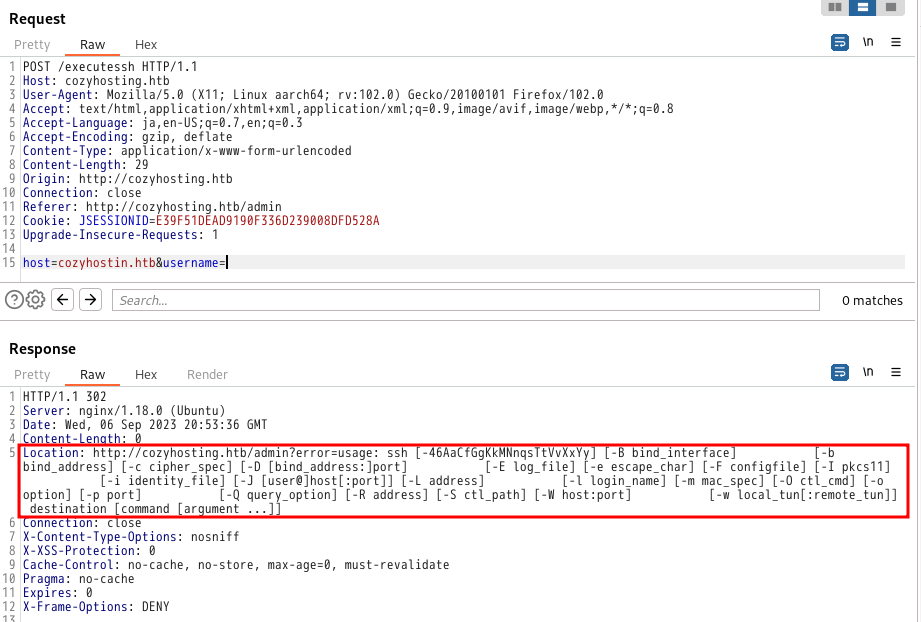 Request
Pretty Raw Hex
\n
1 POST /executessh HTTP/1.1
2 Host: cozyhosting.htb
3 User-Agent: Mozilla/5.0 (X11; Linux aarch64; rv:102.0) Gecko/20100101 Firefox/102.0
4 Accept: text/html,application/xhtml+xml,application/xml;q=0.9,image/avif,image/webp,*/*;q=0.8
5 Accept-Language: ja,en-US;q=0.7,en;q=0.3
6 Accept-Encoding: gzip, deflate
7 Content-Type: application/x-www-form-urlencoded
8 Content-Length: 29
9 Origin: http://cozyhosting.htb
10 Connection: close
11 Referer: http://cozyhosting.htb/admin
12 Cookie: JSESSIONID=E39F51DEAD9190F336D239008DFD528A
13 Upgrade-Insecure-Requests: 1
14
15 host=cozyhostin.htb&username=
Search...
0 matches
Response
Pretty Raw Hex Render
\n
1 HTTP/1.1 302
2 Server: nginx/1.18.0 (Ubuntu)
3 Date: Wed, 06 Sep 2023 20:53:36 GMT
4 Content-Length: 0
5 Location: http://cozyhosting.htb/admin?error=usage: ssh [-46AaCfGgKkMNnqsTtVvXxYy] [-B bind_interface] [-b
bind_address] [-c cipher_spec] [-D [bind_address:]port] [-E log_file] [-e escape_char] [-F configfile] [-I pkcs11]
[-i identity_file] [-J [user@]host[:port]] [-L address] [-l login_name] [-m mac_spec] [-O ctl_cmd] [-o
option] [-p port] [-Q query_option] [-R address] [-S ctl_path] [-W host:port] [-w local_tun[:remote_tun]]
destination [command [argument ...]]
6 Connection: close
7 X-Content-Type-Options: nosniff
8 X-XSS-Protection: 0
9 Cache-Control: no-cache, no-store, max-age=0, must-revalidate
10 Pragma: no-cache
11 Expires: 0
12 X-Frame-Options: DENY
13